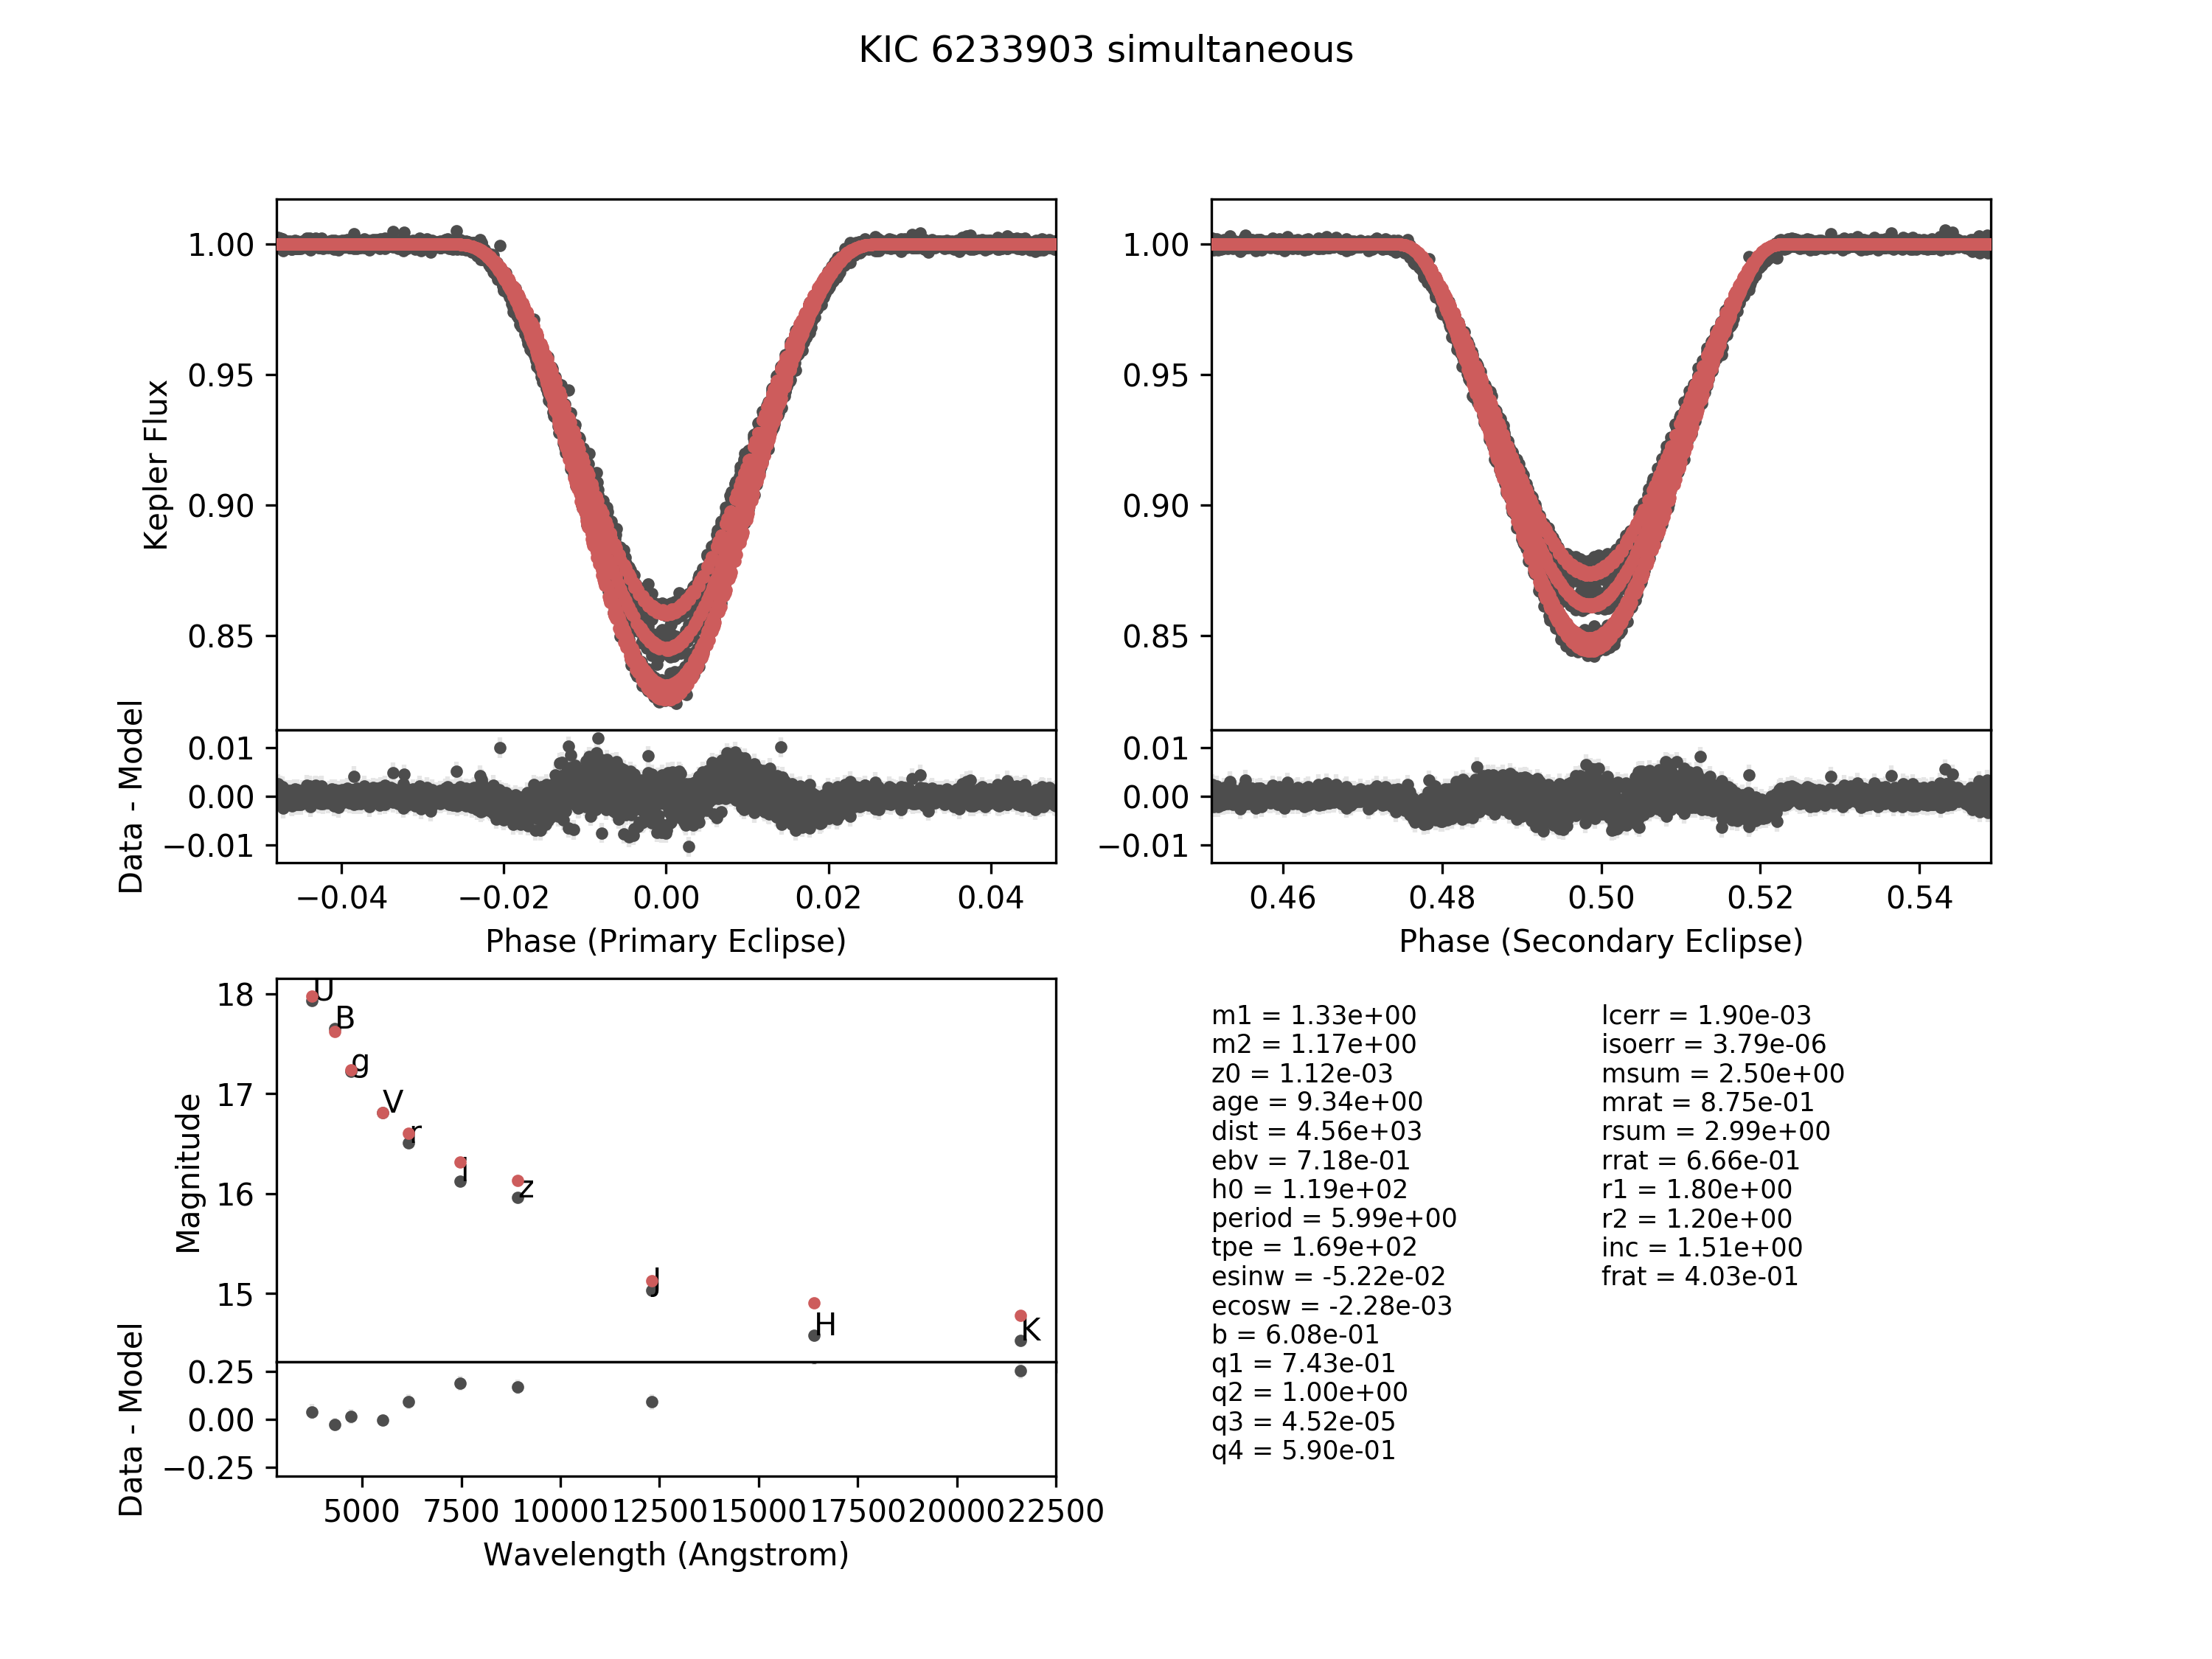 KIC 6233903 simultaneous
Kepler Flux
1.00
0.95
0.90
0.85
Data - Model
0.01
0.00
−0.01
−0.04 −0.02 0.00 0.02 0.04
Phase (Primary Eclipse)
1.00
0.95
0.90
0.85
0.01
0.00
−0.01
0.46 0.48 0.50 0.52 0.54
Phase (Secondary Eclipse)
Magnitude
18
17
16
15
U
B
g
V
r
I
z
J
H
K
Data - Model
0.25
0.00
−0.25
5000 7500 10000 12500 15000 17500 20000 22500
Wavelength (Angstrom)
m1 = 1.33e+00
m2 = 1.17e+00
z0 = 1.12e-03
age = 9.34e+00
dist = 4.56e+03
ebv = 7.18e-01
h0 = 1.19e+02
period = 5.99e+00
tpe = 1.69e+02
esinw = -5.22e-02
ecosw = -2.28e-03
b = 6.08e-01
q1 = 7.43e-01
q2 = 1.00e+00
q3 = 4.52e-05
q4 = 5.90e-01
lcerr = 1.90e-03
isoerr = 3.79e-06
msum = 2.50e+00
mrat = 8.75e-01
rsum = 2.99e+00
rrat = 6.66e-01
r1 = 1.80e+00
r2 = 1.20e+00
inc = 1.51e+00
frat = 4.03e-01